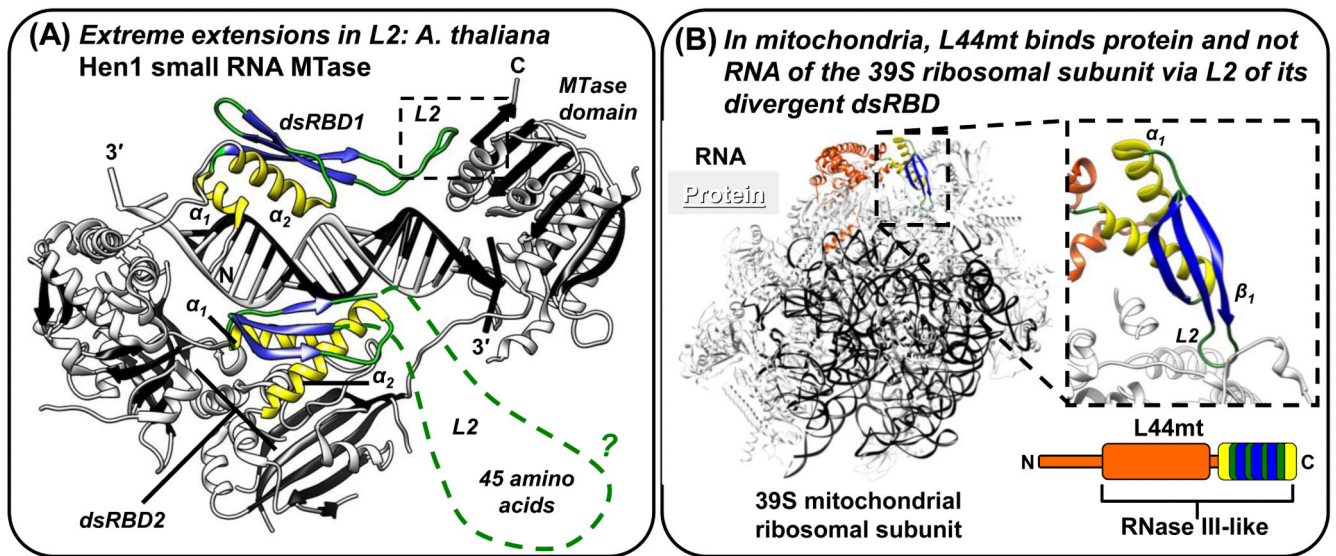 (A) Extreme extensions in L2: A. thaliana
Hen1 small RNA MTase
C
MTase
domain
L2
dsRBD1
3'
α1
α2
N
α1
3'
α2
L2
?
45 amino
acids
dsRBD2
(B) In mitochondria, L44mt binds protein and not
RNA of the 39S ribosomal subunit via L2 of its
divergent dsRBD
RNA
Protein
α1
β1
L2
L44mt
N
C
39S mitochondrial
ribosomal subunit
RNase III-like